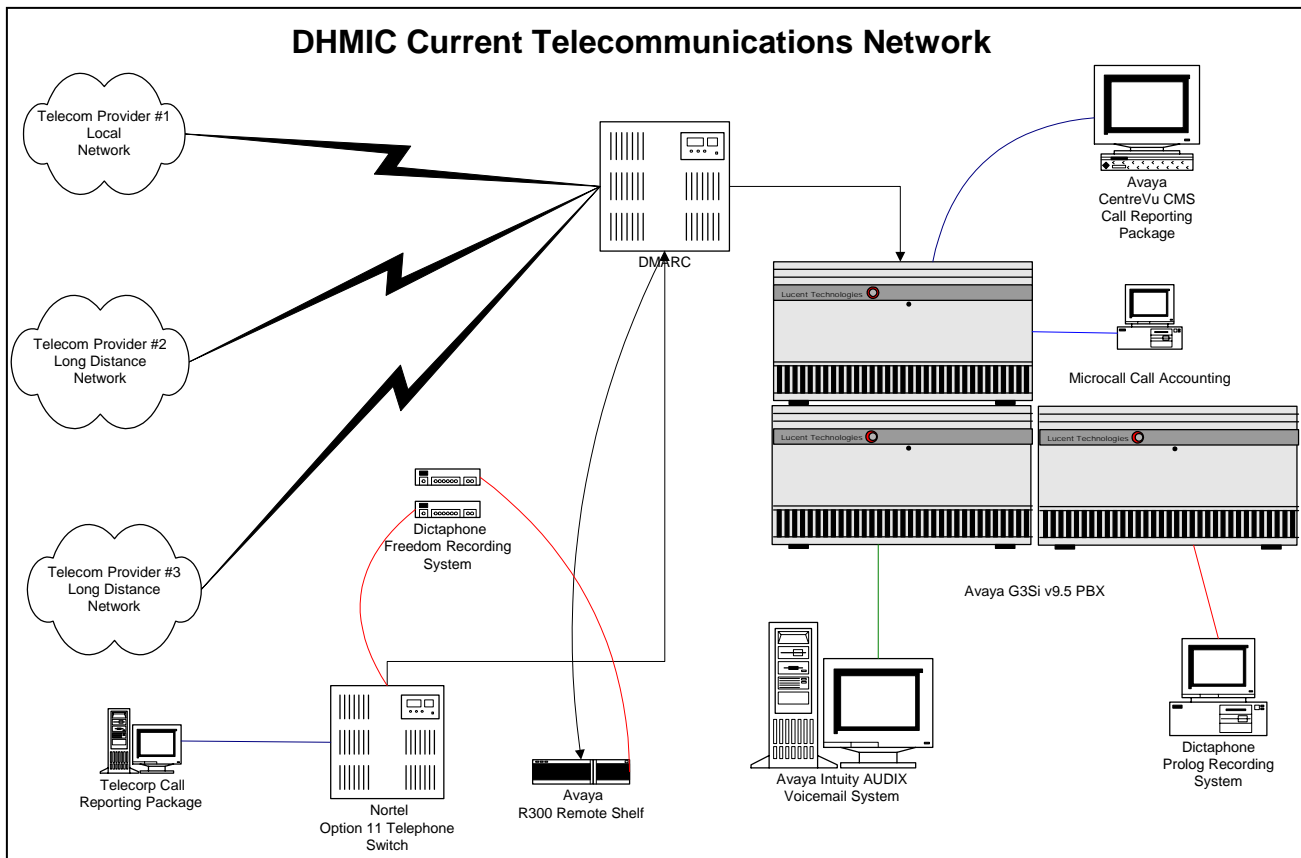 DHMIC Current Telecommunications Network
Telecom Provider #1
Local
Network
Telecom Provider #2
Long Distance
Network
Telecom Provider #3
Long Distance
Network
DMARC
Avaya
CentreVu CMS
Call Reporting
Package
Lucent Technologies
Microcall Call Accounting
Lucent Technologies
Lucent Technologies
Avaya G3Si v9.5 PBX
Dictaphone
Freedom Recording
System
Telecorp Call
Reporting Package
Nortel
Option 11 Telephone
Switch
Avaya
R300 Remote Shelf
Avaya Intuity AUDIX
Voicemail System
Dictaphone
Prolog Recording
System